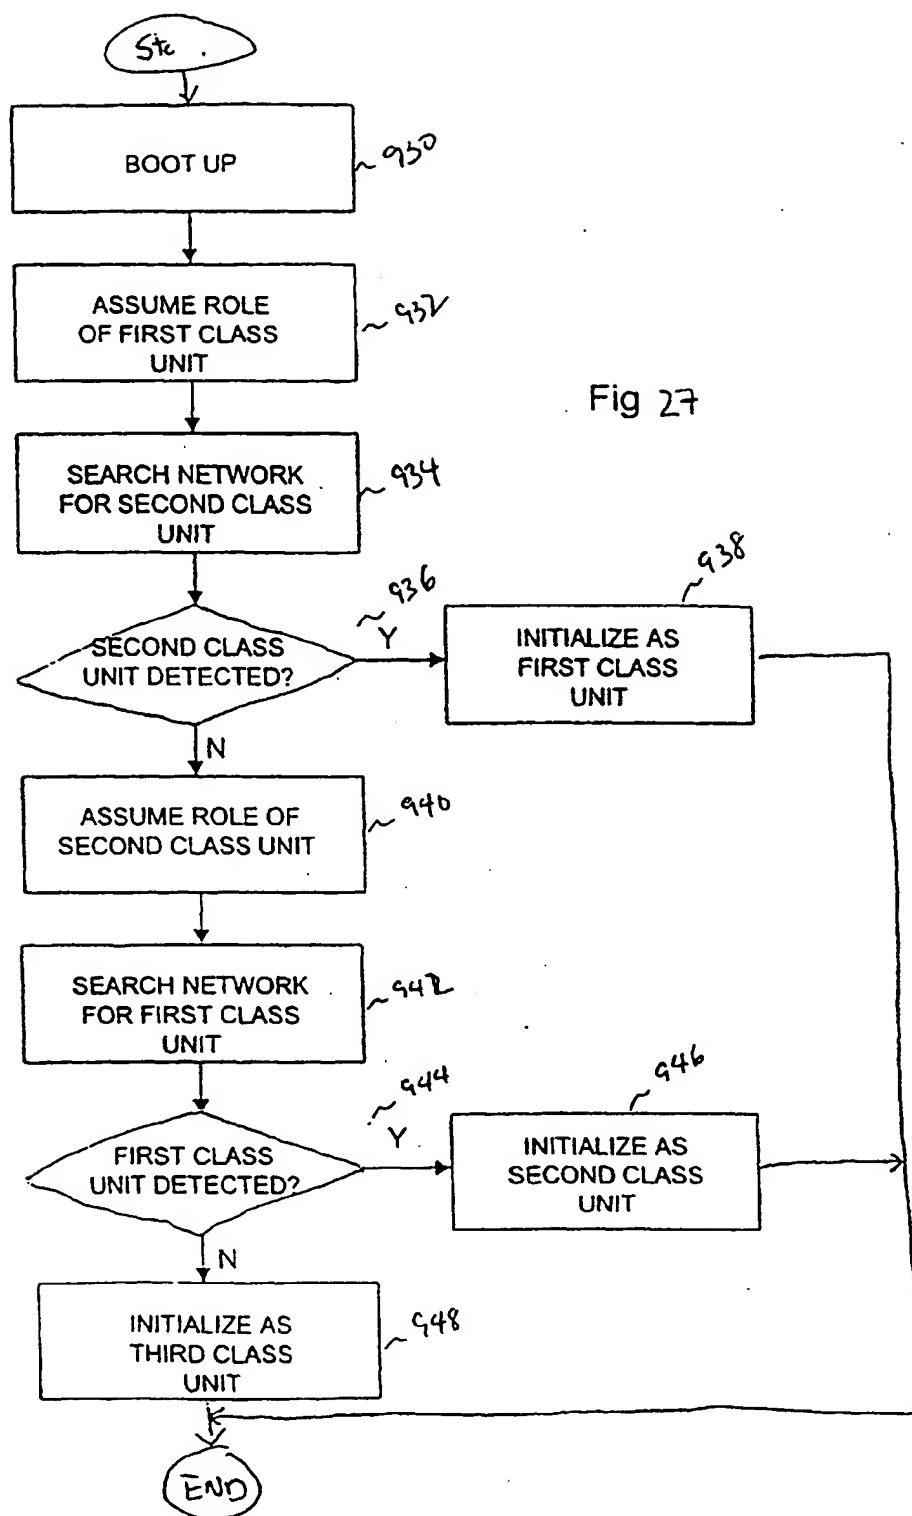 BOOT UP
930
ASSUME ROLE
OF FIRST CLASS
UNIT
932
Fig 27
SEARCH NETWORK
FOR SECOND CLASS
UNIT
934
SECOND CLASS
UNIT DETECTED?
936
Y
N
INITIALIZE AS
FIRST CLASS
UNIT
938
ASSUME ROLE OF
SECOND CLASS UNIT
940
SEARCH NETWORK
FOR FIRST CLASS
UNIT
942
FIRST CLASS
UNIT DETECTED?
944
Y
N
INITIALIZE AS
SECOND CLASS
UNIT
946
INITIALIZE AS
THIRD CLASS
UNIT
948
END